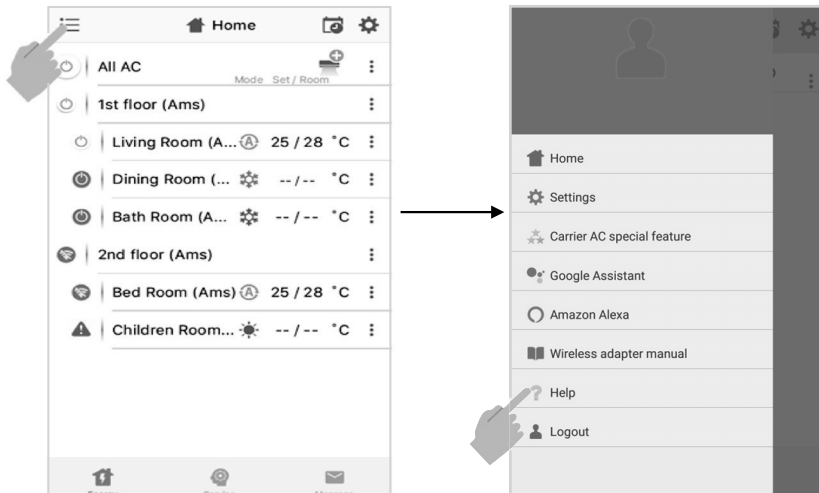 Home
All AC
Mode Set / Room
1st floor (Ams)
Living Room (A... A 25 / 28 °C
Dining Room (... -- / -- °C
Bath Room (A... -- / -- °C
2nd floor (Ams)
Bed Room (Ams) A 25 / 28 °C
Children Room... -- / -- °C
Home
Settings
Carrier AC special feature
Google Assistant
Amazon Alexa
Wireless adapter manual
? Help
Logout